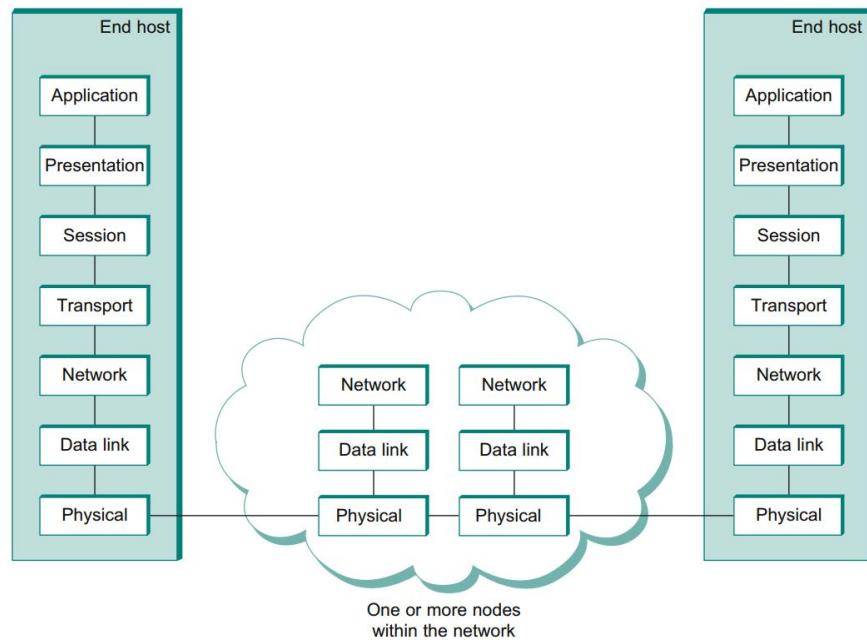 End host
Application
Presentation
Session
Transport
Network
Data link
Physical
Network
Data link
Physical
Network
Data link
Physical
One or more nodes
within the network
End host
Application
Presentation
Session
Transport
Network
Data link
Physical